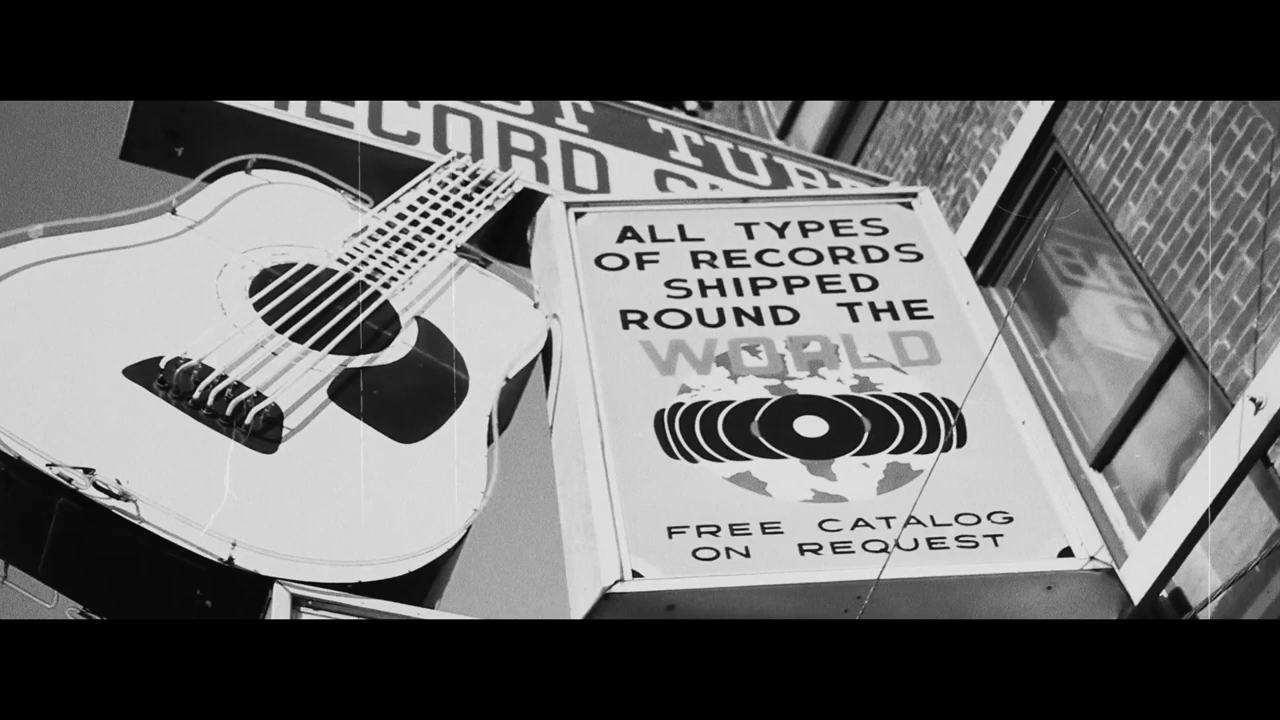 RECORD
ALL TYPES
OF RECORDS
SHIPPED
ROUND THE
WORLD
FREE CATALOG
ON REQUEST